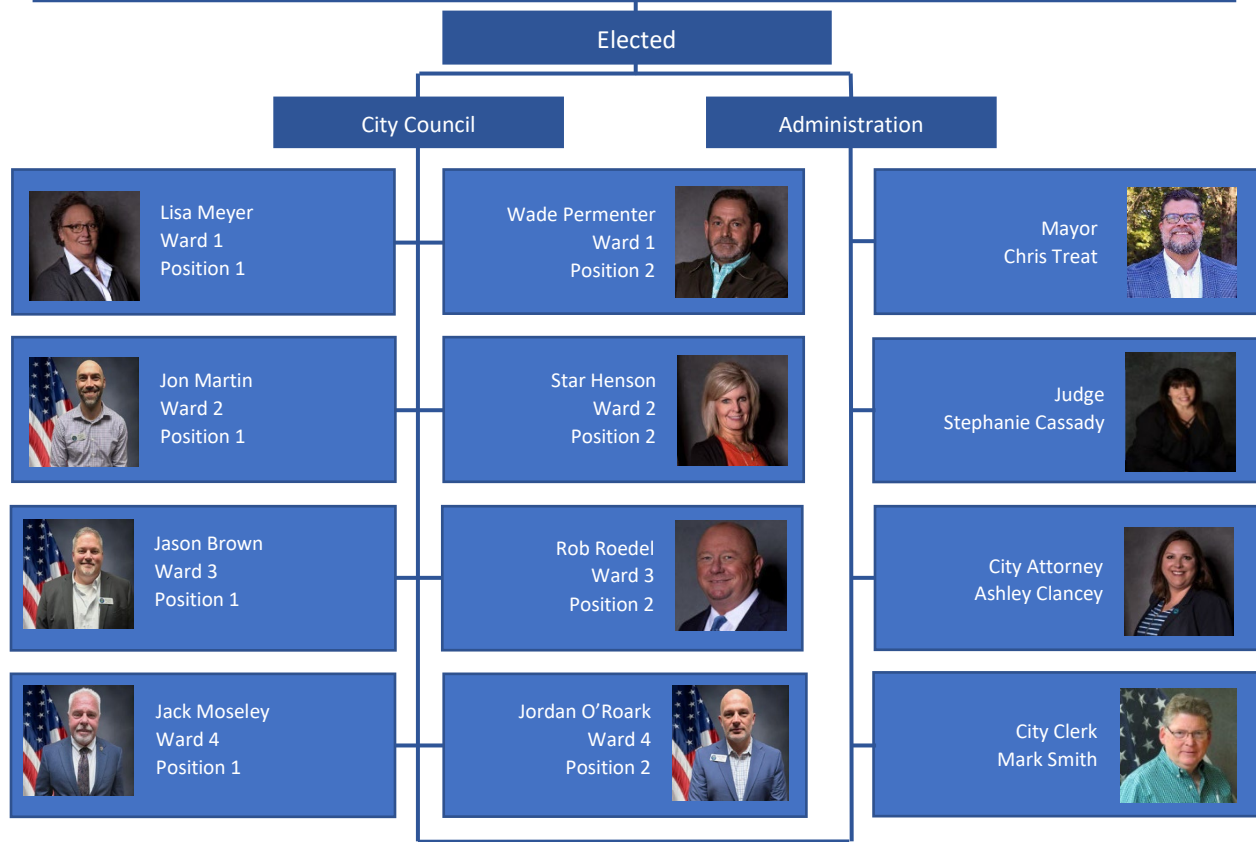 Elected
City Council
Administration
Lisa Meyer
Ward 1
Position 1
Wade Permenter
Ward 1
Position 2
Mayor
Chris Treat
Jon Martin
Ward 2
Position 1
Star Henson
Ward 2
Position 2
Judge
Stephanie Cassady
Jason Brown
Ward 3
Position 1
Rob Roedel
Ward 3
Position 2
City Attorney
Ashley Clancey
Jack Moseley
Ward 4
Position 1
Jordan O’Roark
Ward 4
Position 2
City Clerk
Mark Smith